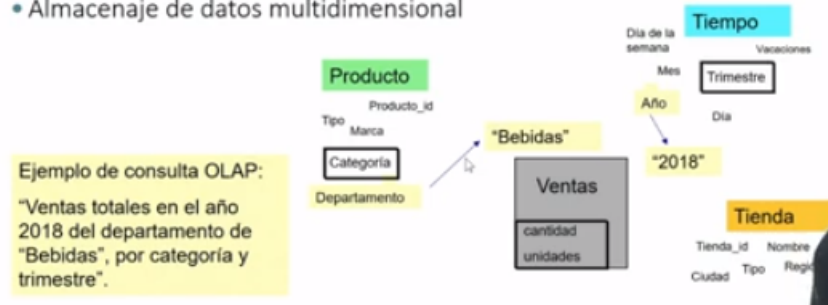 • Almacenaje de datos multidimensional
Tiempo
Día de la
semana
Vacaciones
Mes
Trimestre
Año
Día
"2018"
Producto
Producto_id
Tipo
Marca
Categoría
Departamento
"Bebidas"
Ventas
cantidad
unidades
Tienda
Tienda_id Nombre
Ciudad Tipo
Ejemplo de consulta OLAP:
"Ventas totales en el año
2018 del departamento de
"Bebidas", por categoría y
trimestre".